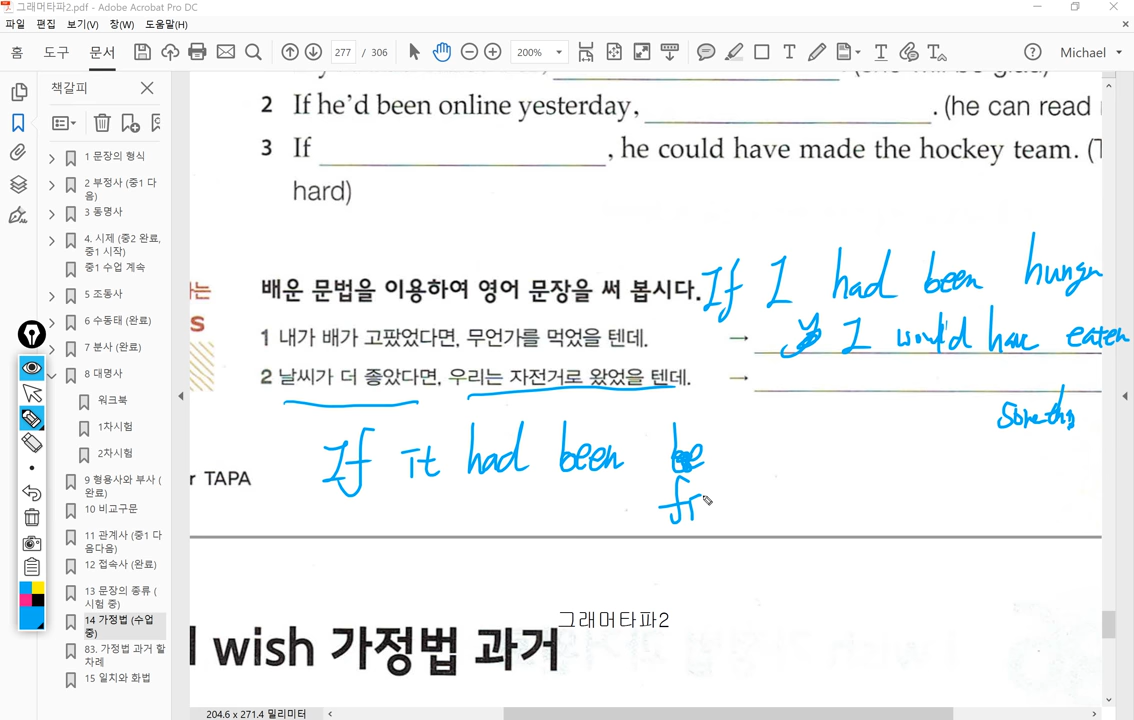 그래머타파2.pdf - Adobe Acrobat Pro DC
파일 편집 보기(V) 창(W) 도움말(H)
홈 도구 문서 277 / 306 200% Michael
책갈피
1 문장의 형식
2 부정사 (중1 다
음)
3 동명사
4. 시제 (중2 완료,
중1 시작)
중1 수업 계속
5 조동사
6 수동태 (완료)
7 분사 (완료)
8 대명사
워크북
1차시험
2차시험
9 형용사와 부사 (
완료)
10 비교구문
11 관계사 (중1 다
음다음)
12 접속사 (완료)
13 문장의 종류 (
시험 중)
14 가정법 (수업
중)
83. 가정법 과거 할
차례
15 일치와 화법
2 If he'd been online yesterday, . (he can read
3 If , he could have made the hockey team. (
hard)
배운 문법을 이용하여 영어 문장을 써 봅시다.
If I had been
1 내가 배가 고팠었다면, 무언가를 먹었을 텐데. →
I would have eaten
2 날씨가 더 좋았다면, 우리는 자전거로 왔었을 텐데. →
If it had been
fr
r TAPA
그래머타파2
I wish 가정법 과거
204.6 x 271.4 밀리미터